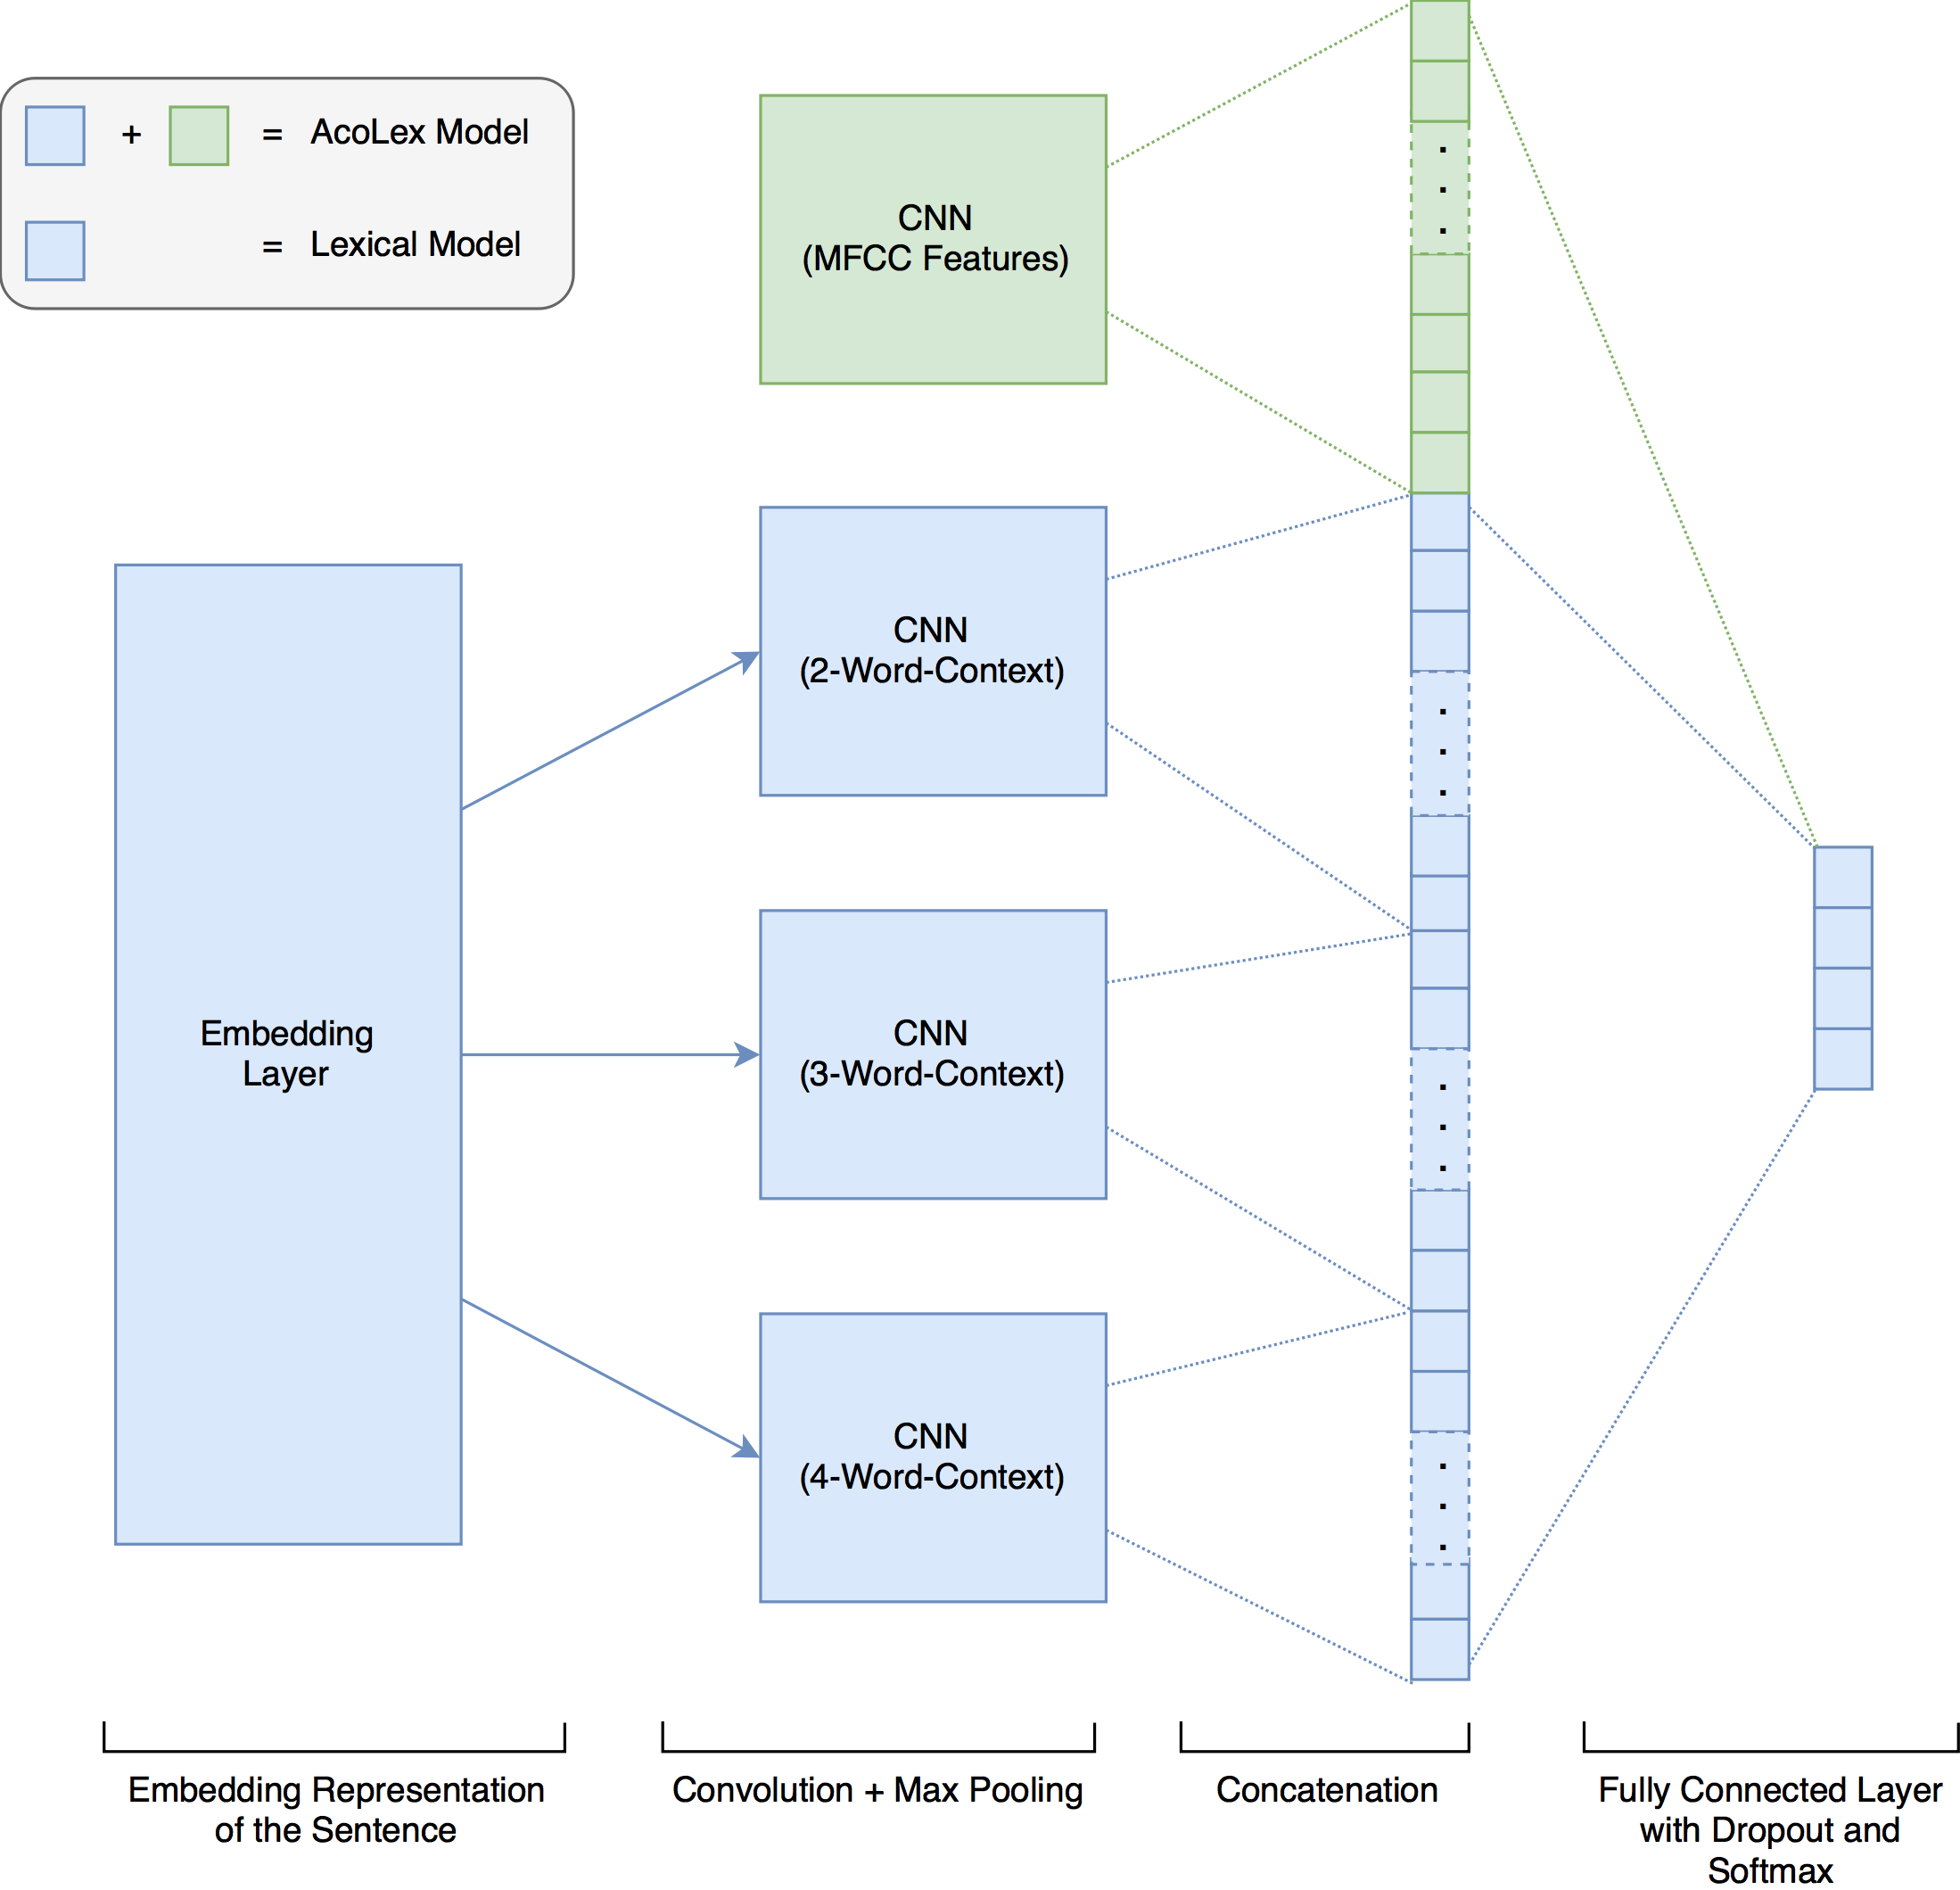 + = AcoLex Model
= Lexical Model
CNN
(MFCC Features)
CNN
(2-Word-Context)
Embedding
Layer
CNN
(3-Word-Context)
CNN
(4-Word-Context)
Embedding Representation
of the Sentence
Convolution + Max Pooling
Concatenation
Fully Connected Layer
with Dropout and
Softmax